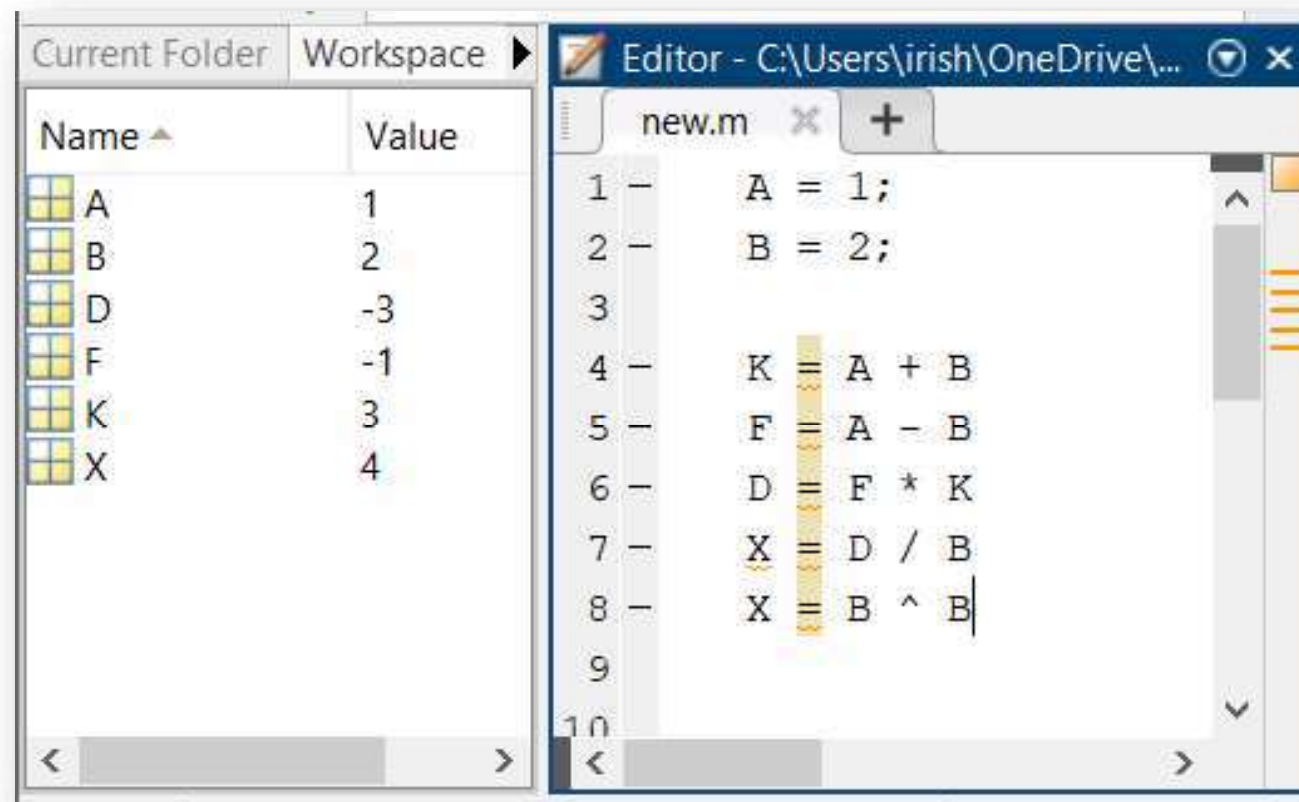 Current Folder Workspace
Name Value
A 1
B 2
D -3
F -1
K 3
X 4
Editor - C:\Users\irish\OneDrive\...
new.m
1 A = 1;
2 B = 2;
3
4 K = A + B
5 F = A - B
6 D = F * K
7 X = D / B
8 X = B ^ B
9
10